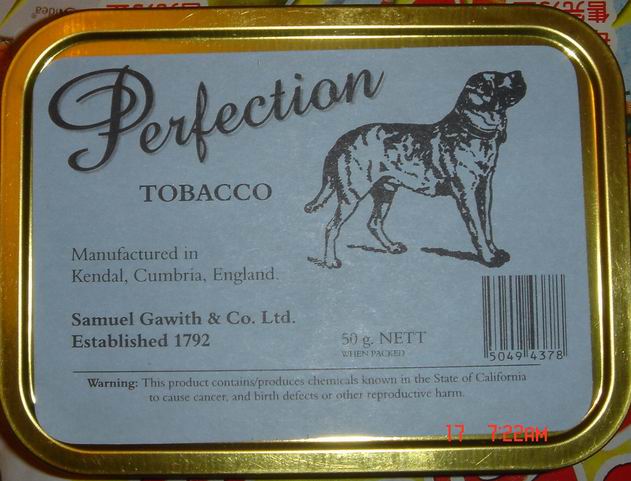 Perfection
TOBACCO
Manufactured in
Kendal, Cumbria, England.
Samuel Gawith & Co. Ltd.
Established 1792
50 g. NETT
WHEN PACKED
5049 4378
Warning: This product contains/produces chemicals known in the State of California
to cause cancer, and birth defects or other reproductive harm.
17 7:22AM